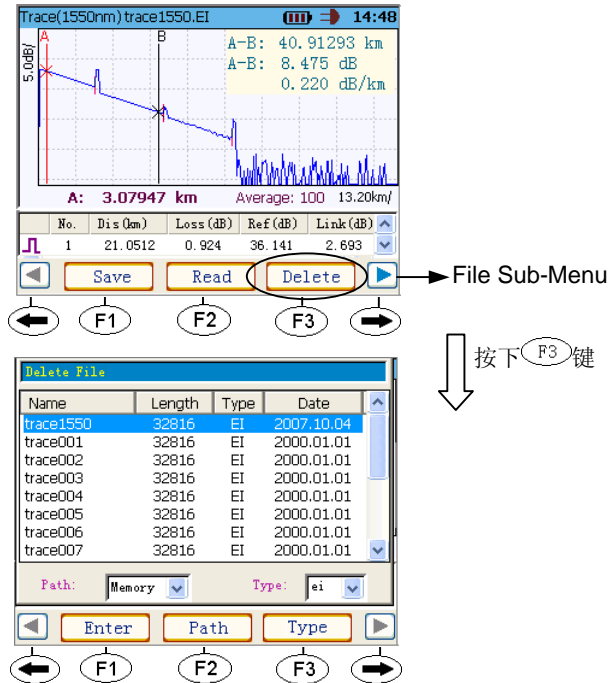 Trace(1550nm) trace1550.EI 14:48
A B
A-B: 40.91293 km
A-B: 8.475 dB
0.220 dB/km
5.0dB/
A: 3.07947 km Average: 100 13.20km/
No. Dis(km) Loss(dB) Ref(dB) Link(dB)
1 21.0512 0.924 36.141 2.693
Save Read Delete
File Sub-Menu
F1 F2 F3
按下 F3 键
Delete File
Name Length Type Date
trace1550 32816 EI 2007.10.04
trace001 32816 EI 2000.01.01
trace002 32816 EI 2000.01.01
trace003 32816 EI 2000.01.01
trace004 32816 EI 2000.01.01
trace005 32816 EI 2000.01.01
trace006 32816 EI 2000.01.01
trace007 32816 EI 2000.01.01
Path: Memory Type: ei
Enter Path Type
F1 F2 F3